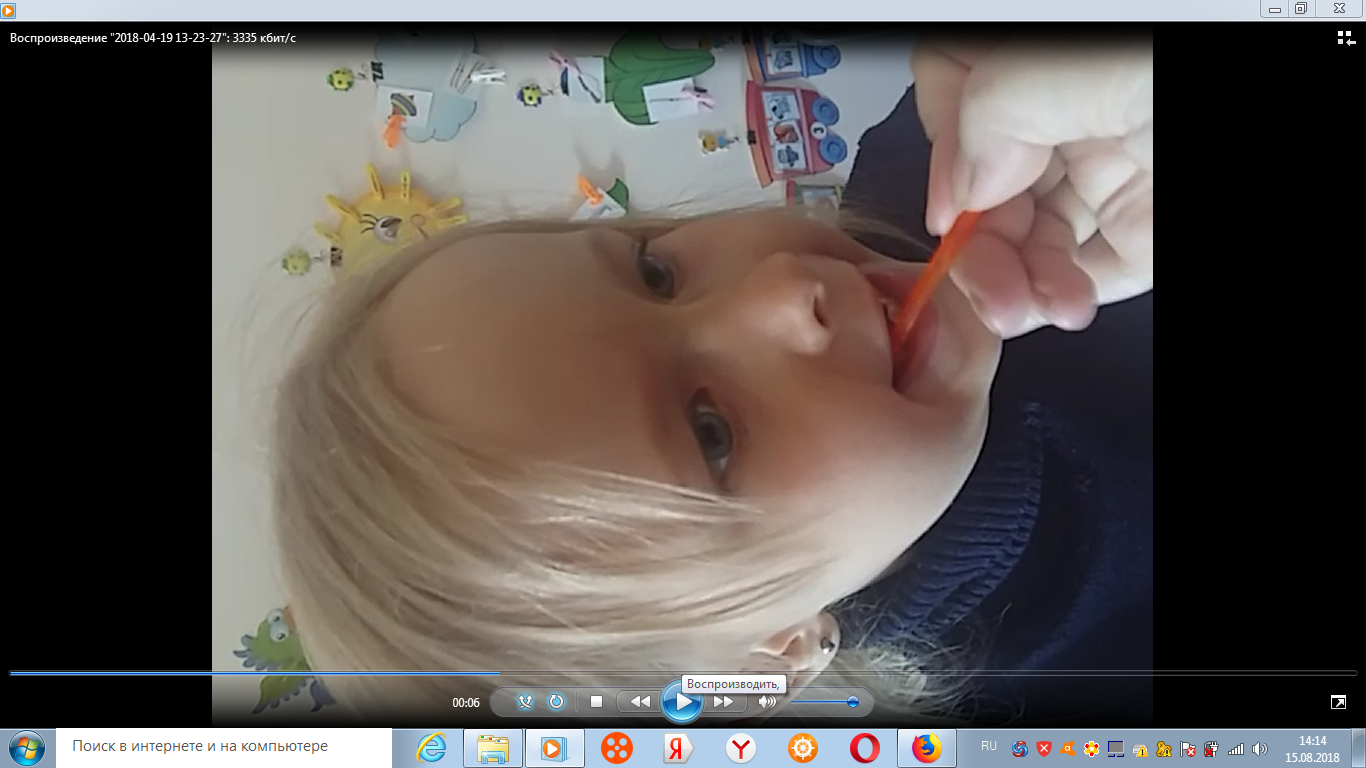 Воспроизведение "2018-04-19 13-23-27": 3335 кбит/с
3
Воспроизводить,
00:06
Поиск в интернете и на компьютере
RU
14:14
15.08.2018